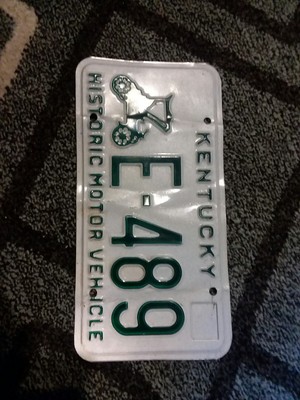 KENTUCKY
E-489
HISTORIC MOTOR VEHICLE